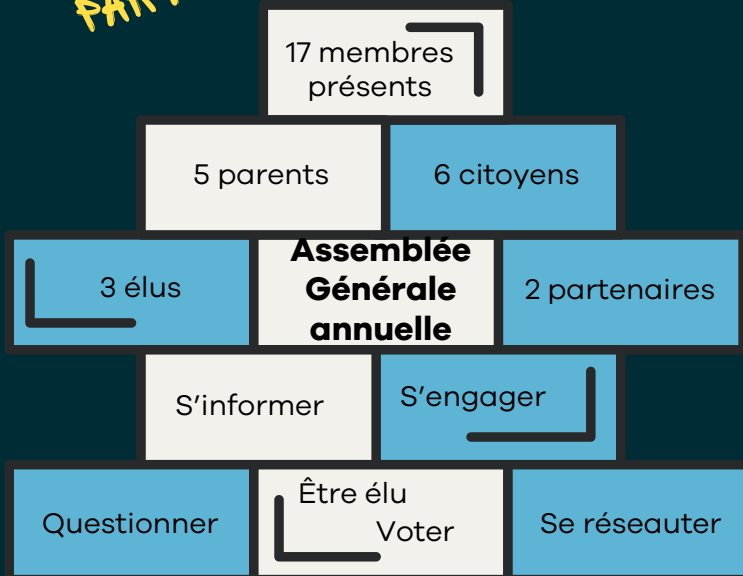 17 membres
présents
5 parents
6 citoyens
3 élus
Assemblée
Générale
annuelle
2 partenaires
S'informer
S'engager
Questionner
Être élu
Voter
Se réseauter